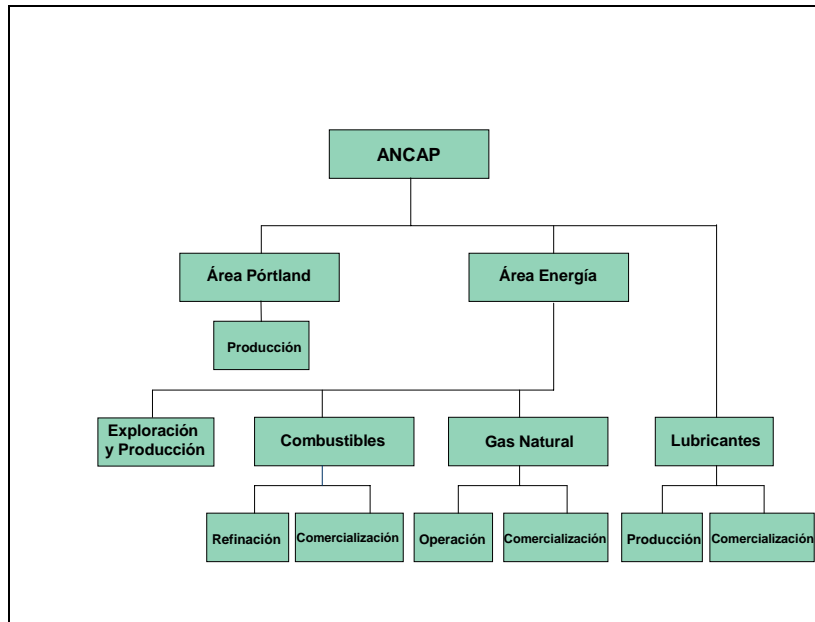 ANCAP
Área Pórtland
Área Energía
Producción
Exploración
y Producción
Combustibles
Gas Natural
Lubricantes
Refinación
Comercialización
Operación
Comercialización
Producción
Comercialización